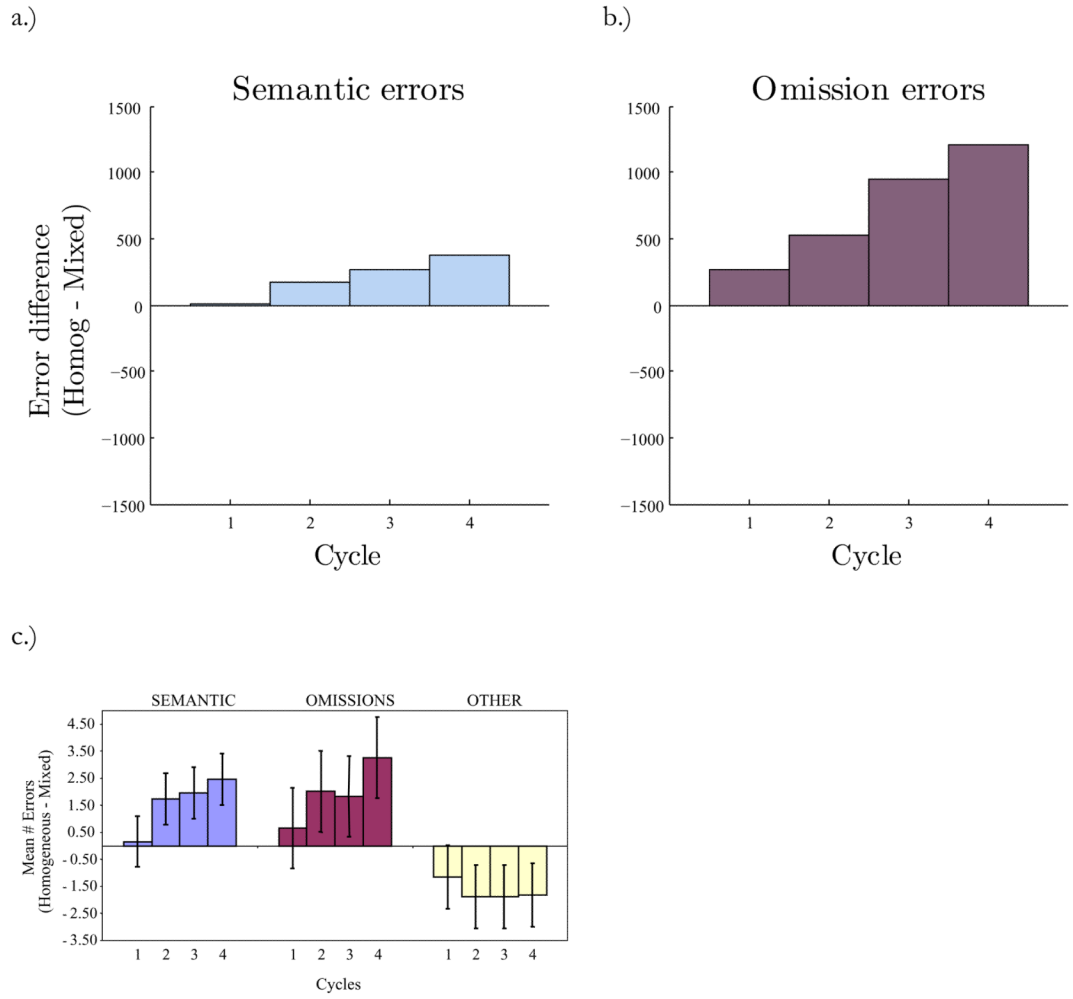 a.)
b.)
Semantic errors
Omission errors
Error difference
(Homog - Mixed)
1500
1000
500
0
−500
−1000
−1500
1 2 3 4
Cycle
1500
1000
500
0
−500
−1000
−1500
1 2 3 4
Cycle
c.)
SEMANTIC OMISSIONS OTHER
Mean # Errors
(Homogeneous - Mixed)
4.50
3.50
2.50
1.50
0.50
- 0.50
- 1.50
- 2.50
- 3.50
1 2 3 4 1 2 3 4 1 2 3 4
Cycles